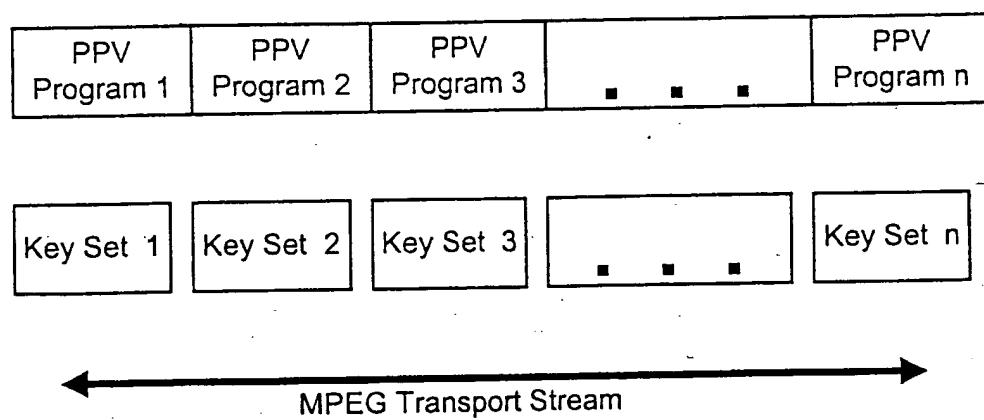 PPV
Program 1
PPV
Program 2
PPV
Program 3
. . .
PPV
Program n
Key Set 1
Key Set 2
Key Set 3
. . .
Key Set n
MPEG Transport Stream